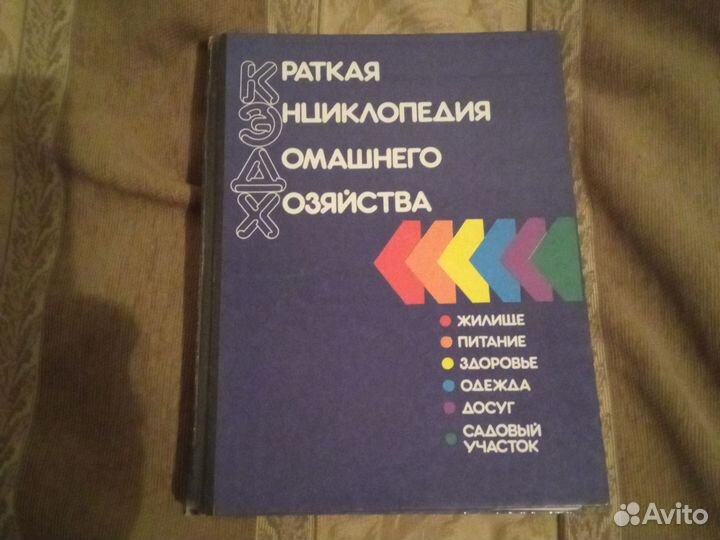 КРАТКАЯ
ЭНЦИКЛОПЕДИЯ
ДОМАШНЕГО
ХОЗЯЙСТВА
ЖИЛИЩЕ
ПИТАНИЕ
ЗДОРОВЬЕ
ОДЕЖДА
ДОСУГ
САДОВЫЙ
УЧАСТОК
Avito